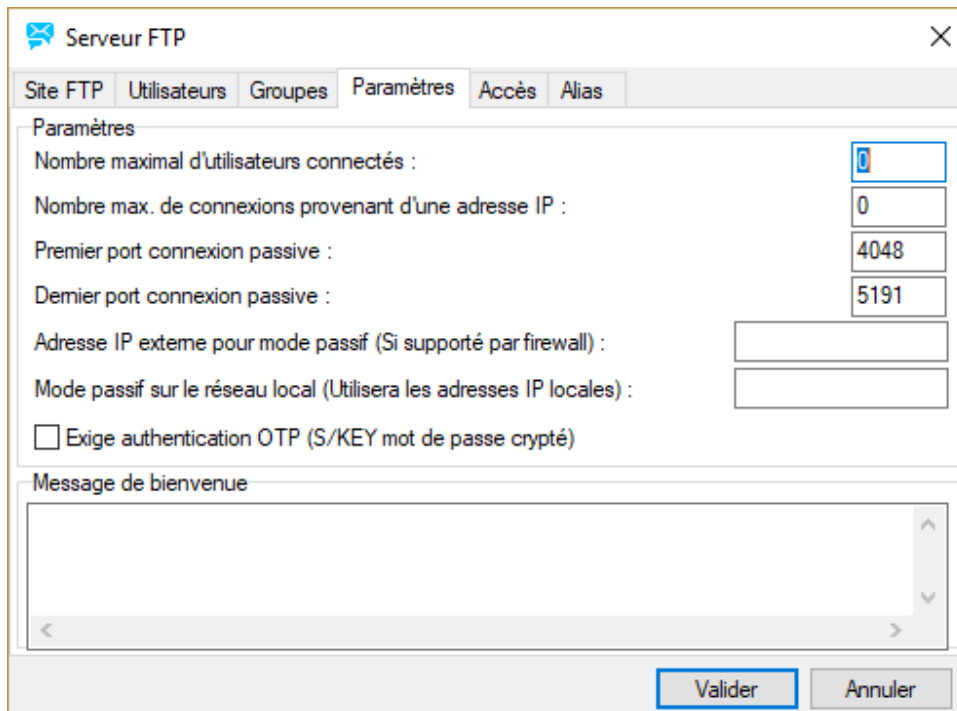 Serveur FTP
Site FTP Utilisateurs Groupes Paramètres Accès Alias
Paramètres
Nombre maximal d'utilisateurs connectés : 0
Nombre max. de connexions provenant d'une adresse IP : 0
Premier port connexion passive : 4048
Dernier port connexion passive : 5191
Adresse IP externe pour mode passif (Si supporté par firewall) :
Mode passif sur le réseau local (Utilisera les adresses IP locales) :
Exige authentication OTP (S/KEY mot de passe crypté)
Message de bienvenue
Valider Annuler